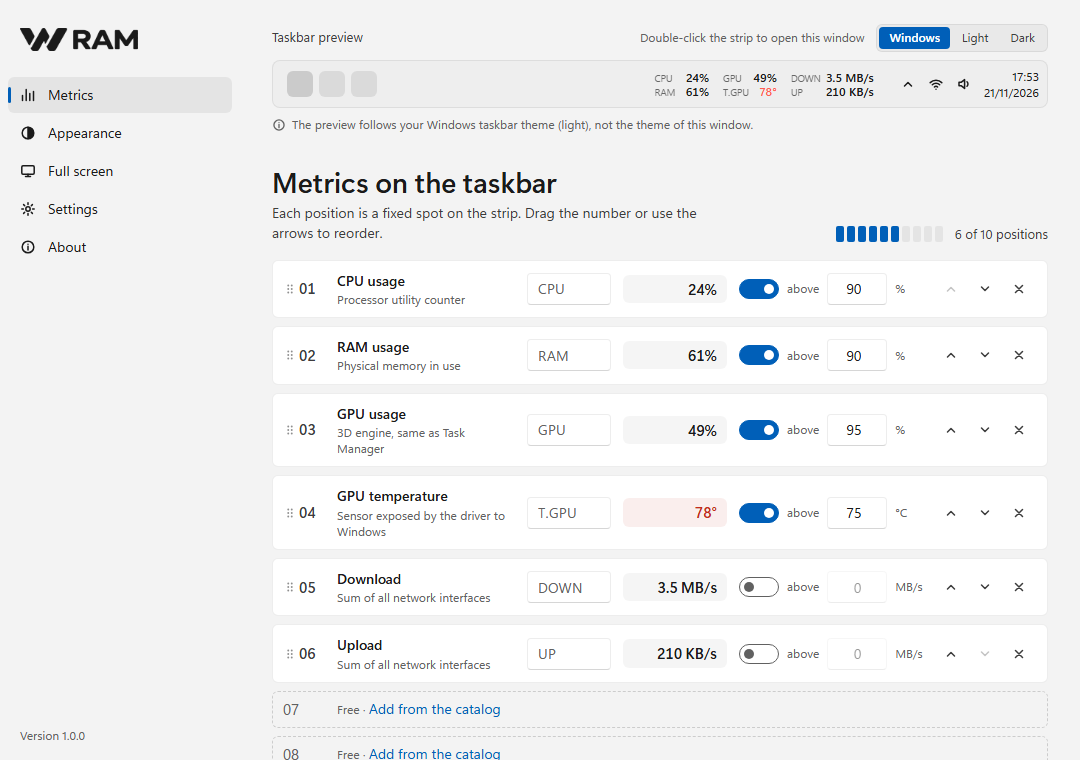 W RAM
Metrics
Appearance
Full screen
Settings
About
Version 1.0.0
Taskbar preview
Double-click the strip to open this window
Windows Light Dark
CPU 24% GPU 49% DOWN 3.5 MB/s
RAM 61% T.GPU 78° UP 210 KB/s
17:53
21/11/2026
The preview follows your Windows taskbar theme (light), not the theme of this window.
Metrics on the taskbar
Each position is a fixed spot on the strip. Drag the number or use the
arrows to reorder.
6 of 10 positions
01 CPU usage CPU 24% above 90 %
Processor utility counter
02 RAM usage RAM 61% above 90 %
Physical memory in use
03 GPU usage GPU 49% above 95 %
3D engine, same as Task
Manager
04 GPU temperature T.GPU 78° above 75 °C
Sensor exposed by the driver to
Windows
05 Download DOWN 3.5 MB/s above 0 MB/s
Sum of all network interfaces
06 Upload UP 210 KB/s above 0 MB/s
Sum of all network interfaces
07 Free · Add from the catalog
08 Free · Add from the catalog